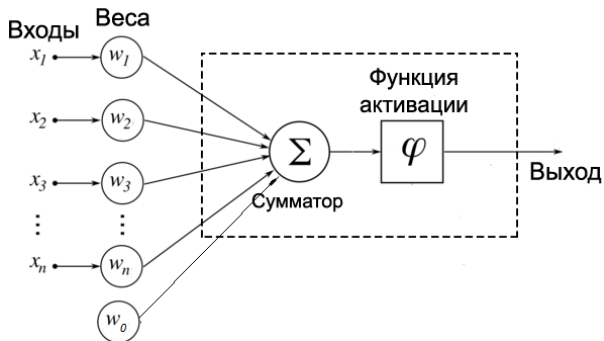 Входы
Веса
x1
w1
Функция
активации
x2
w2
Σ
φ
x3
w3
Выход
Сумматор
⋮
⋮
xn
wn
w0